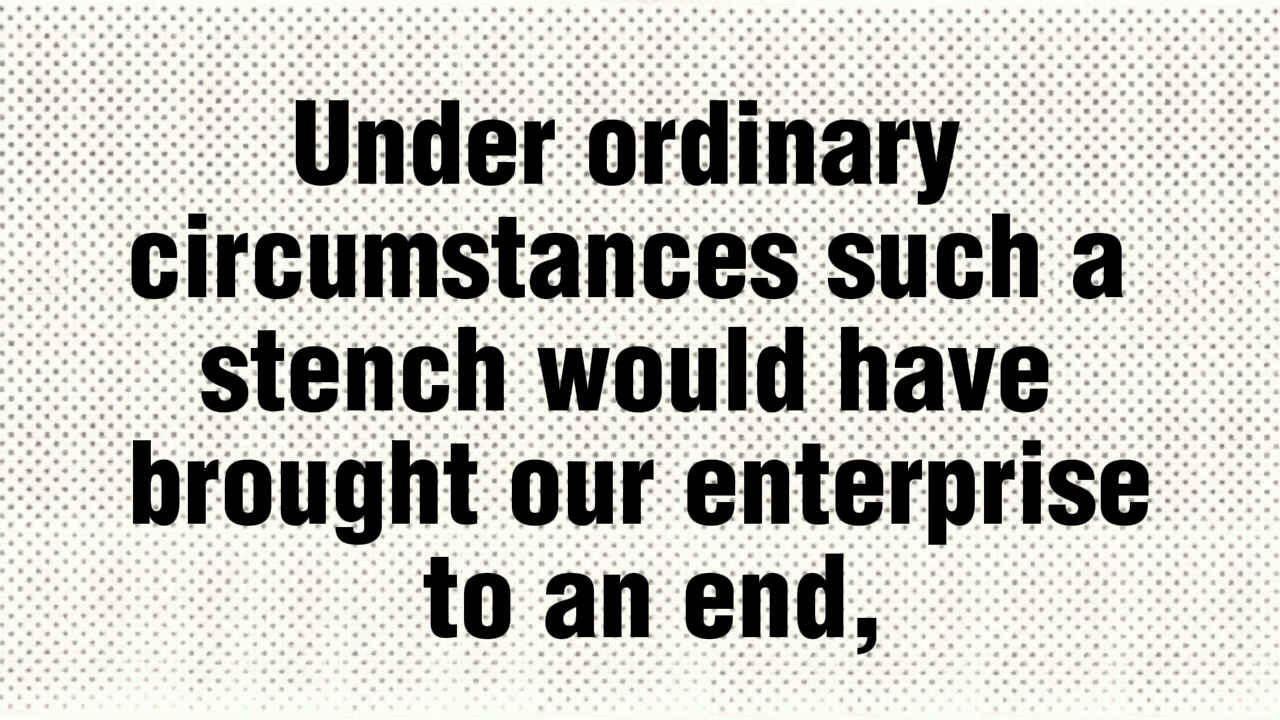 Under ordinary
circumstances such a
stench would have
brought our enterprise
to an end,